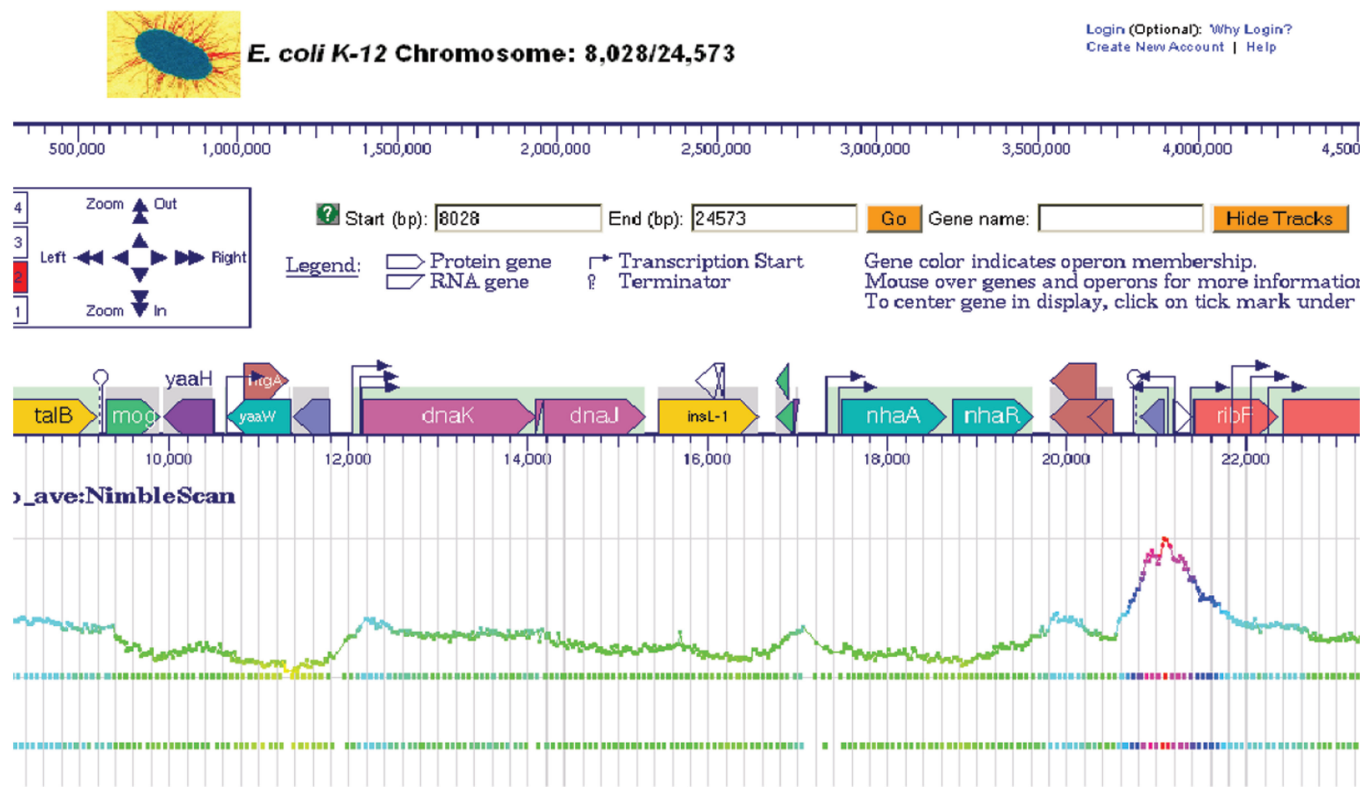 E. coli K-12 Chromosome: 8,028/24,573
Login (Optional): Why Login?
Create New Account | Help
500,000 1,000,000 1,500,000 2,000,000 2,500,000 3,000,000 3,500,000 4,000,000 4,500
4
3
2
1
Zoom Out
Left Right
Zoom In
? Start (bp): 8028 End (bp): 24573 Go Gene name: Hide Tracks
Legend: Protein gene Transcription Start
RNA gene Terminator
Gene color indicates operon membership.
Mouse over genes and operons for more information
To center gene in display, click on tick mark under
yaaH htgA
talB mog yaaW dnaK dnaJ insL-1 nhaA nhaR ribF
10,000 12,000 14,000 16,000 18,000 20,000 22,000
_ave:NimbleScan